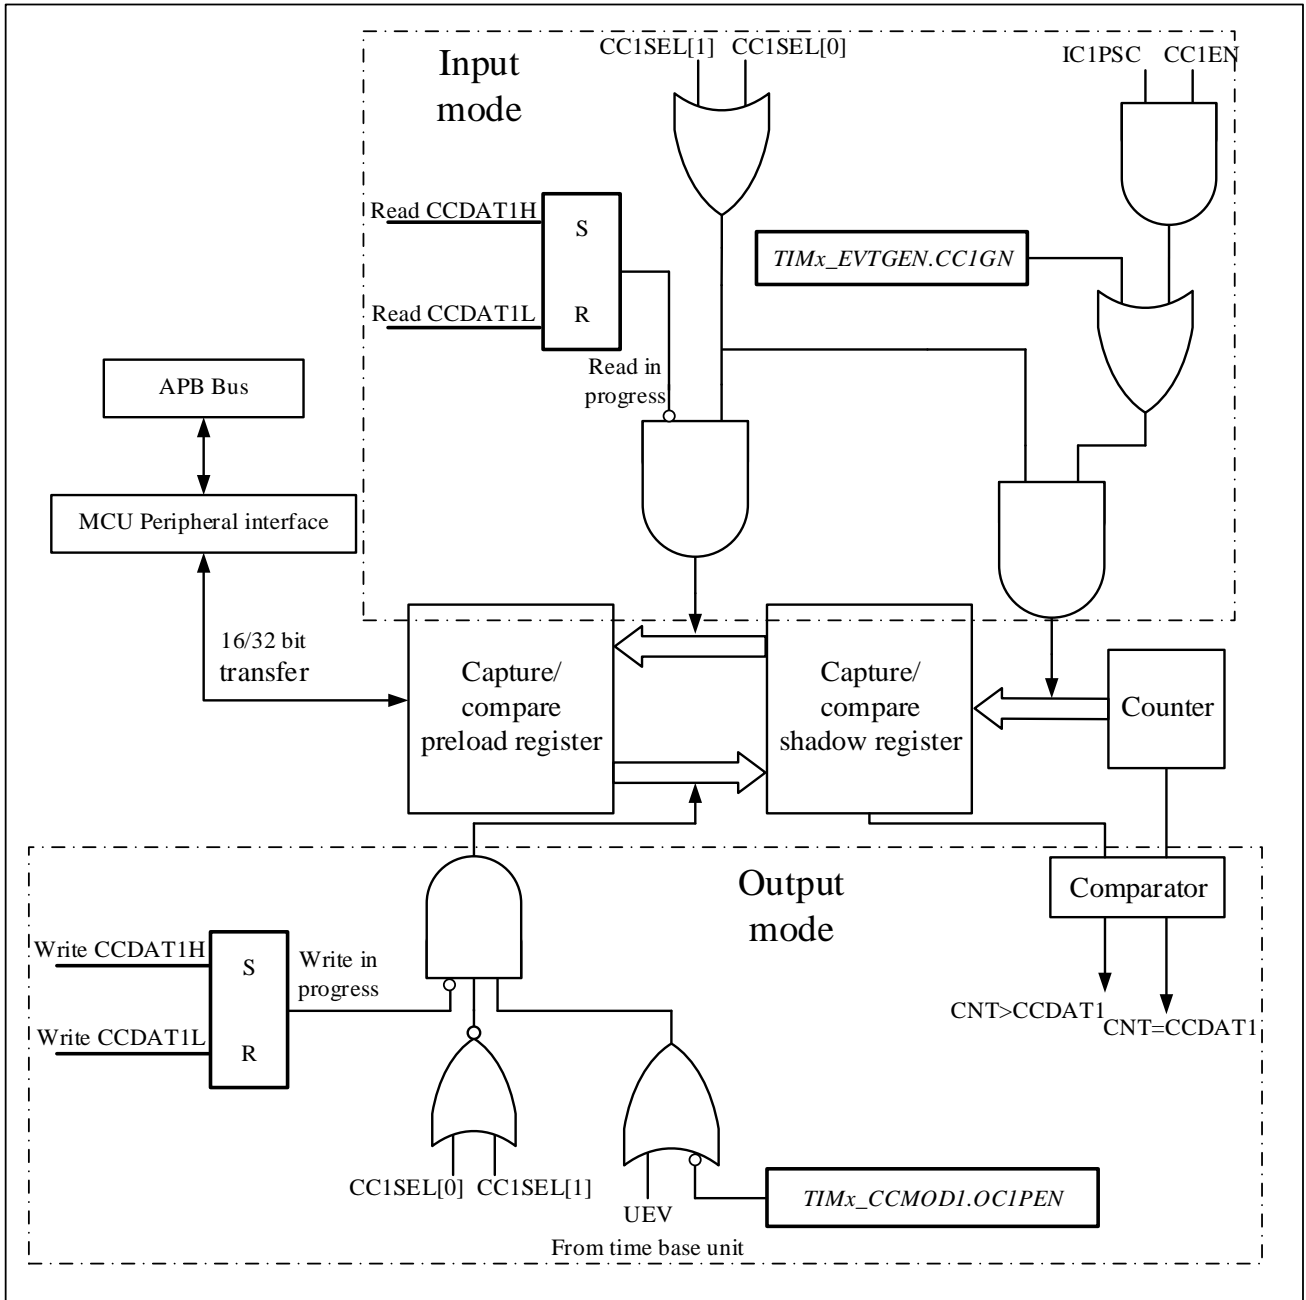 Input
mode
CC1SEL[1]
CC1SEL[0]
IC1PSC
CC1EN
Read CCDAT1H
S
TIMx_EVTGEN.CC1GN
Read CCDAT1L
R
Read in
progress
APB Bus
MCU Peripheral interface
16/32 bit
transfer
Capture/
compare
preload register
Capture/
compare
shadow register
Counter
Output
mode
Comparator
Write CCDAT1H
S
Write in
progress
Write CCDAT1L
R
CNT>CCDAT1
CNT=CCDAT1
CC1SEL[0]
CC1SEL[1]
UEV
TIMx_CCMOD1.OC1PEN
From time base unit